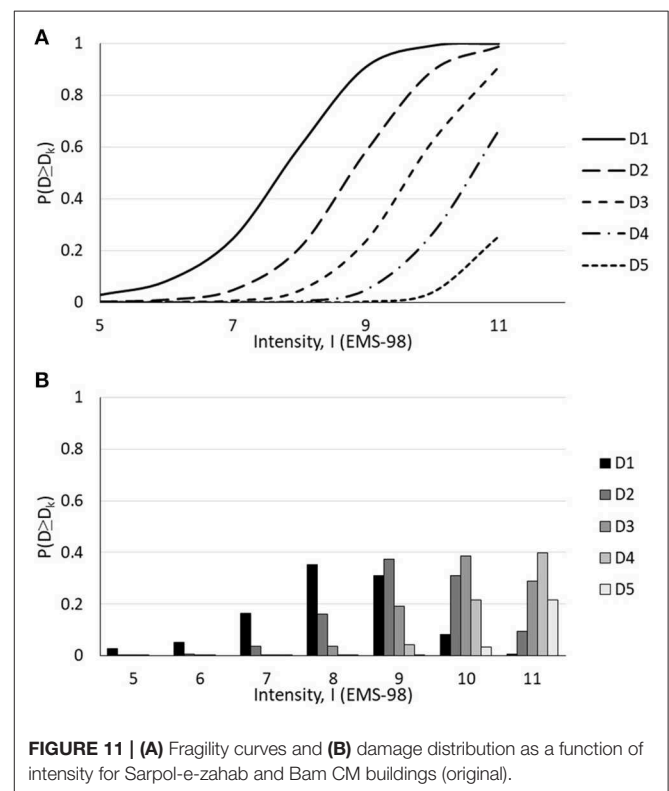 A
P(D≥Dk)
1
0.8
0.6
0.4
0.2
0
5 7 9 11
Intensity, I (EMS-98)
D1
D2
D3
D4
D5
B
P(D≥Dk)
1
0.8
0.6
0.4
0.2
0
5 6 7 8 9 10 11
Intensity, I (EMS-98)
D1
D2
D3
D4
D5
FIGURE 11 | (A) Fragility curves and (B) damage distribution as a function of
intensity for Sarpol-e-zahab and Bam CM buildings (original).